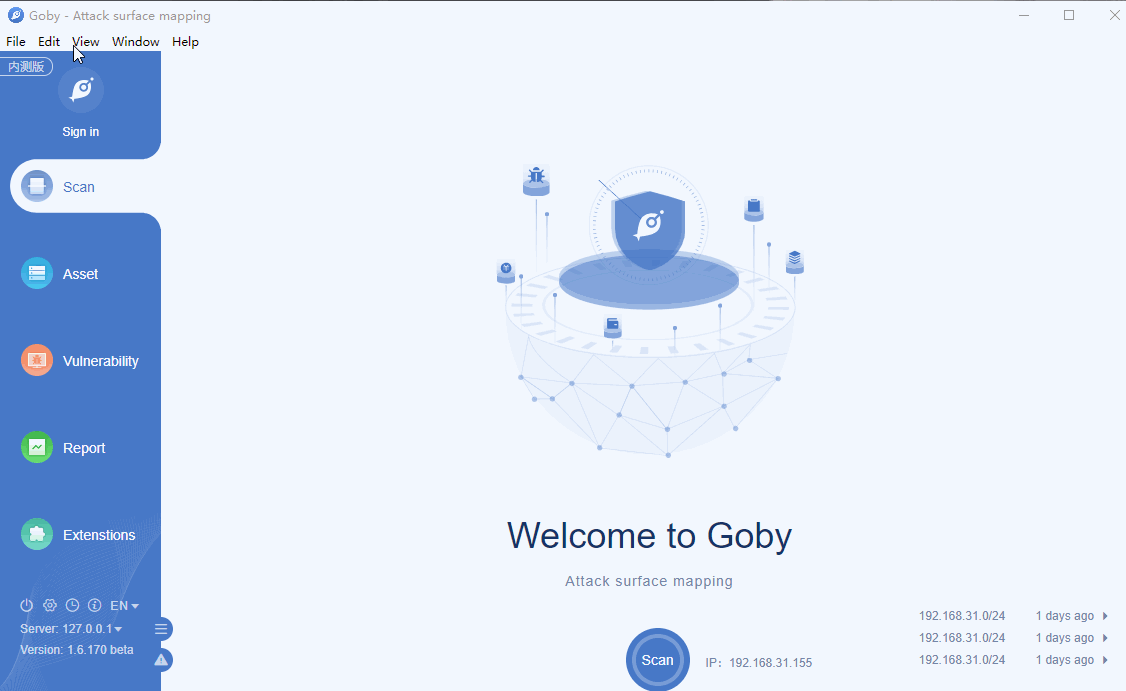 Goby - Attack surface mapping
File Edit View Window Help
内测版
Sign in
Scan
Asset
Vulnerability
Report
Extenstions
EN
Server: 127.0.0.1
Version: 1.6.170 beta
Welcome to Goby
Attack surface mapping
Scan
IP: 192.168.31.155
192.168.31.0/24 1 days ago
192.168.31.0/24 1 days ago
192.168.31.0/24 1 days ago